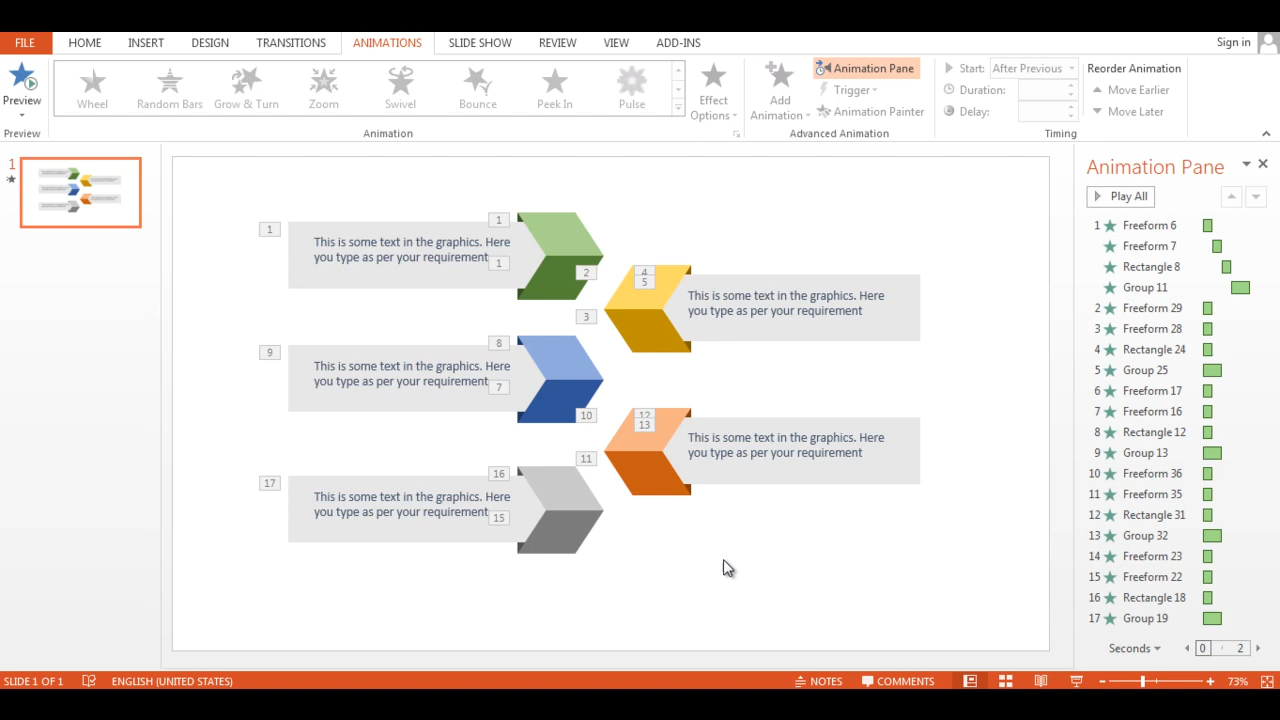 FILE HOME INSERT DESIGN TRANSITIONS ANIMATIONS SLIDE SHOW REVIEW VIEW ADD-INS Sign in
Preview
Wheel Random Bars Grow & Turn Zoom Swivel Bounce Peek In Pulse
Effect Options
Add Animation
Animation Pane
Trigger
Animation Painter
Start: After Previous
Duration:
Delay:
Reorder Animation
Move Earlier
Move Later
Preview Animation Advanced Animation Timing
1
1
This is some text in the graphics. Here
you type as per your requirement
1
1
2
3
4
5
This is some text in the graphics. Here
you type as per your requirement
9
This is some text in the graphics. Here
you type as per your requirement
8
7
10
11
12
13
This is some text in the graphics. Here
you type as per your requirement
17
This is some text in the graphics. Here
you type as per your requirement
16
15
Animation Pane
Play All
1 Freeform 6
Freeform 7
Rectangle 8
Group 11
2 Freeform 29
3 Freeform 28
4 Rectangle 24
5 Group 25
6 Freeform 17
7 Freeform 16
8 Rectangle 12
9 Group 13
10 Freeform 36
11 Freeform 35
12 Rectangle 31
13 Group 32
14 Freeform 23
15 Freeform 22
16 Rectangle 18
17 Group 19
Seconds 0 2
SLIDE 1 OF 1 ENGLISH (UNITED STATES) NOTES COMMENTS 73%